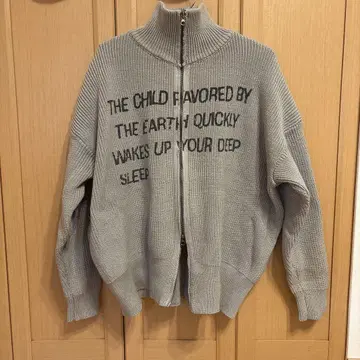 THE CHILD FAVORED BY
THE EARTH QUICKLY
WAKES UP YOUR DEEP
SLEEP